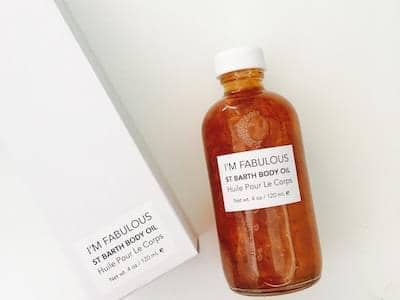 I'M FABULOUS
ST BARTH BODY OIL
Huile Pour Le Corps
Net wt. 4 oz / 120 mL e
I'M FABULOUS
ST BARTH BODY OIL
Huile Pour Le Corps
Net wt. 4 oz / 120 mL e